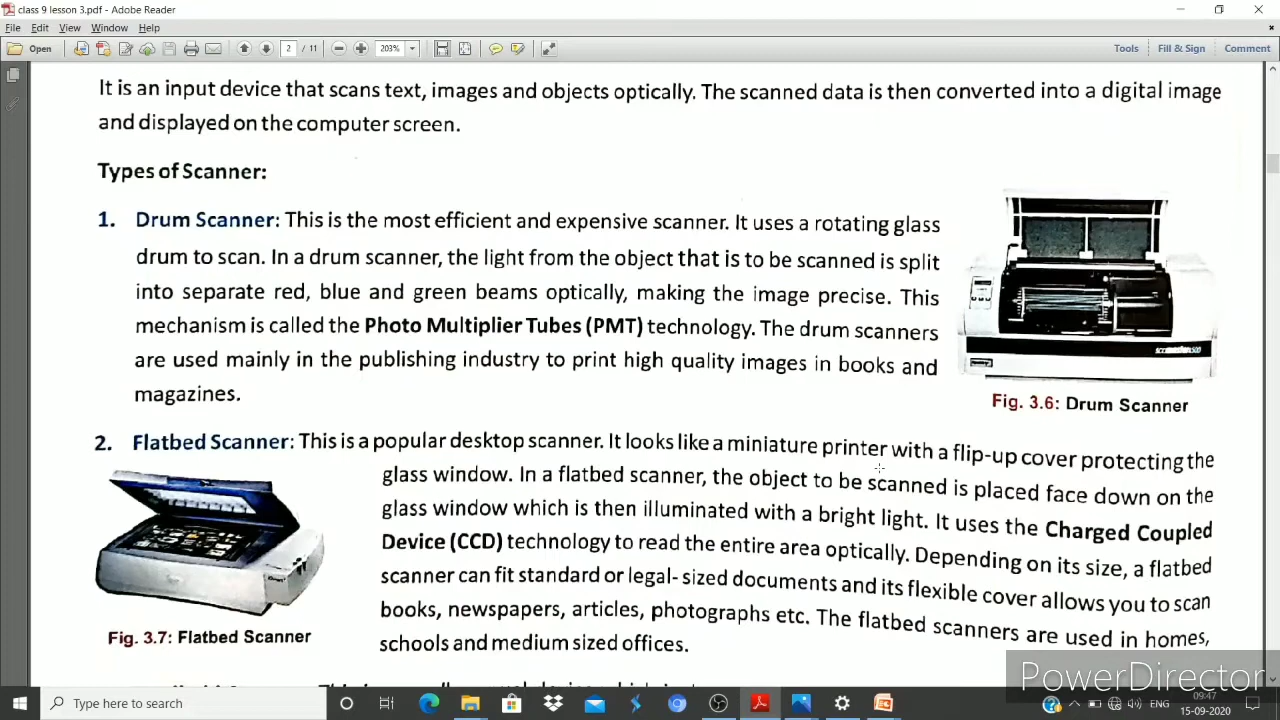 class 9 lesson 3.pdf - Adobe Reader
File Edit View Window Help
Open 2 / 11 203% Tools Fill & Sign Comment
It is an input device that scans text, images and objects optically. The scanned data is then converted into a digital image
and displayed on the computer screen.
Types of Scanner:
1. Drum Scanner: This is the most efficient and expensive scanner. It uses a rotating glass
drum to scan. In a drum scanner, the light from the object that is to be scanned is split
into separate red, blue and green beams optically, making the image precise. This
mechanism is called the Photo Multiplier Tubes (PMT) technology. The drum scanners
are used mainly in the publishing industry to print high quality images in books and
magazines.
Fig. 3.6: Drum Scanner
2. Flatbed Scanner: This is a popular desktop scanner. It looks like a miniature printer with a flip-up cover protecting the
glass window. In a flatbed scanner, the object to be scanned is placed face down on the
glass window which is then illuminated with a bright light. It uses the Charged Coupled
Device (CCD) technology to read the entire area optically. Depending on its size, a flatbed
scanner can fit standard or legal- sized documents and its flexible cover allows you to scan
books, newspapers, articles, photographs etc. The flatbed scanners are used in homes,
schools and medium sized offices.
Fig. 3.7: Flatbed Scanner
PowerDirector
Type here to search
ENG
09:47
15-09-2020